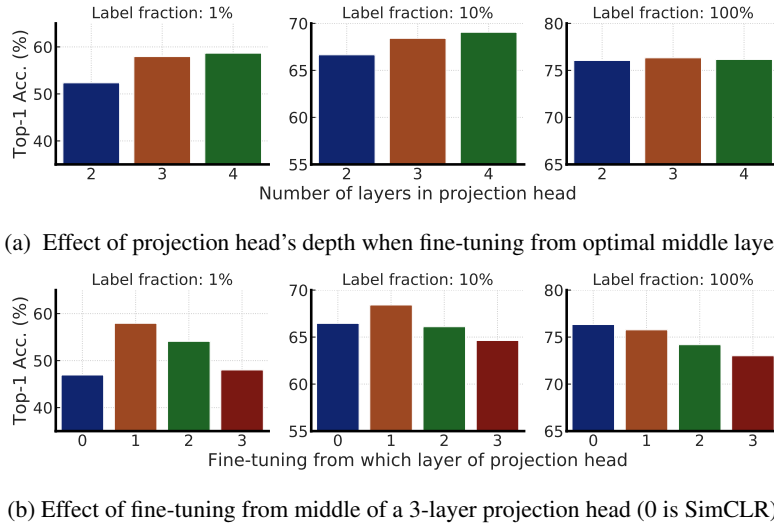 Label fraction: 1% Label fraction: 10% Label fraction: 100%
Top-1 Acc. (%)
60
50
40
70
65
60
55
80
75
70
65
2 3 4 2 3 4 2 3 4
Number of layers in projection head
(a) Effect of projection head's depth when fine-tuning from optimal middle laye
Label fraction: 1% Label fraction: 10% Label fraction: 100%
Top-1 Acc. (%)
60
50
40
70
65
60
55
80
75
70
65
0 1 2 3 0 1 2 3 0 1 2 3
Fine-tuning from which layer of projection head
(b) Effect of fine-tuning from middle of a 3-layer projection head (0 is SimCLR)